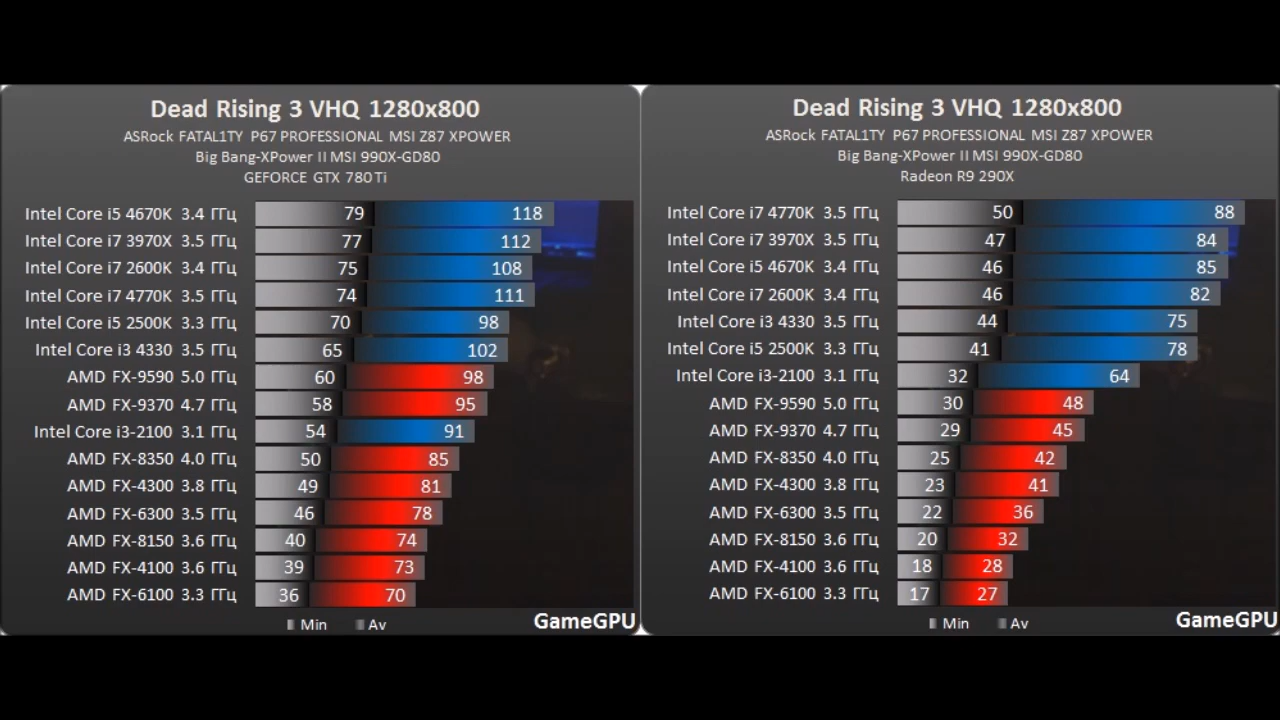 Dead Rising 3 VHQ 1280x800
ASRock FATAL1TY P67 PROFESSIONAL MSI Z87 XPOWER
Big Bang-XPower II MSI 990X-GD80
GEFORCE GTX 780Ti
Intel Core i5 4670K 3.4 ГГц 79 118
Intel Core i7 3970X 3.5 ГГц 77 112
Intel Core i7 2600K 3.4 ГГц 75 108
Intel Core i7 4770K 3.5 ГГц 74 111
Intel Core i5 2500K 3.3 ГГц 70 98
Intel Core i3 4330 3.5 ГГц 65 102
AMD FX-9590 5.0 ГГц 60 98
AMD FX-9370 4.7 ГГц 58 95
Intel Core i3-2100 3.1 ГГц 54 91
AMD FX-8350 4.0 ГГц 50 85
AMD FX-4300 3.8 ГГц 49 81
AMD FX-6300 3.5 ГГц 46 78
AMD FX-8150 3.6 ГГц 40 74
AMD FX-4100 3.6 ГГц 39 73
AMD FX-6100 3.3 ГГц 36 70
Min Av
GameGPU
Dead Rising 3 VHQ 1280x800
ASRock FATAL1TY P67 PROFESSIONAL MSI Z87 XPOWER
Big Bang-XPower II MSI 990X-GD80
Radeon R9 290X
Intel Core i7 4770K 3.5 ГГц 50 88
Intel Core i7 3970X 3.5 ГГц 47 84
Intel Core i5 4670K 3.4 ГГц 46 85
Intel Core i7 2600K 3.4 ГГц 46 82
Intel Core i3 4330 3.5 ГГц 44 75
Intel Core i5 2500K 3.3 ГГц 41 78
Intel Core i3-2100 3.1 ГГц 32 64
AMD FX-9590 5.0 ГГц 30 48
AMD FX-9370 4.7 ГГц 29 45
AMD FX-8350 4.0 ГГц 25 42
AMD FX-4300 3.8 ГГц 23 41
AMD FX-6300 3.5 ГГц 22 36
AMD FX-8150 3.6 ГГц 20 32
AMD FX-4100 3.6 ГГц 18 28
AMD FX-6100 3.3 ГГц 17 27
Min Av
GameGPU